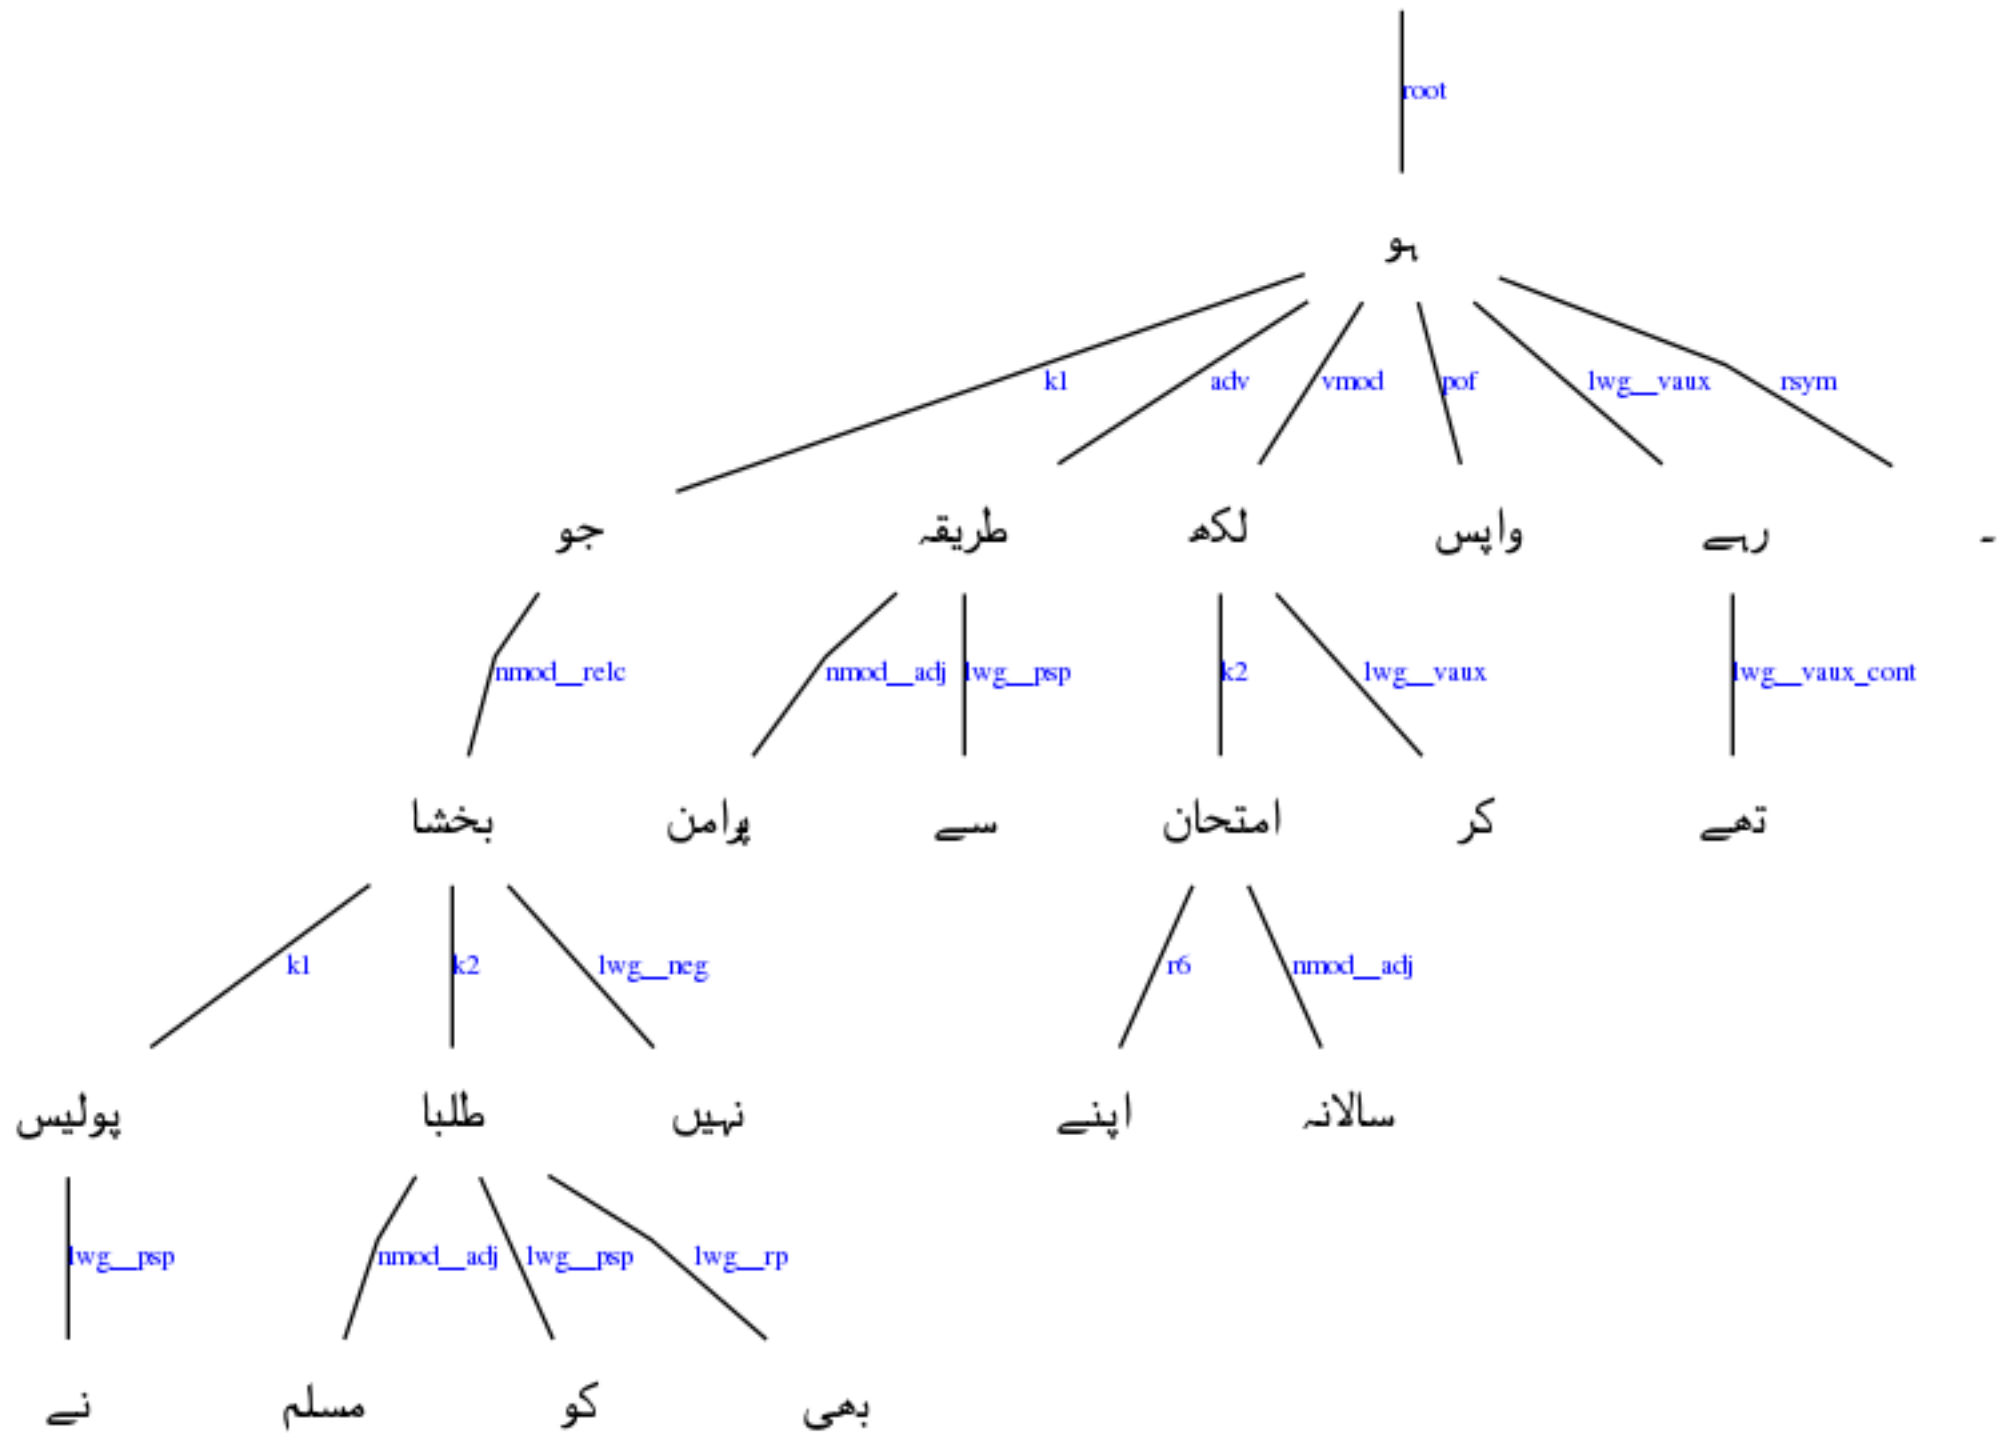 root
ہو
k1 adv vmod pof lwg__vaux rsym
جو طریقہ لکھ واپس رہے ۔
nmod__relc nmod__adj lwg__psp k2 lwg__vaux lwg__vaux_cont
بخشا پرامن سے امتحان کر تھے
k1 k2 lwg__neg r6 nmod__adj
پولیس طلبا نہیں اپنے سالانہ
lwg__psp nmod__adj lwg__psp lwg__rp
نے مسلم کو بھی